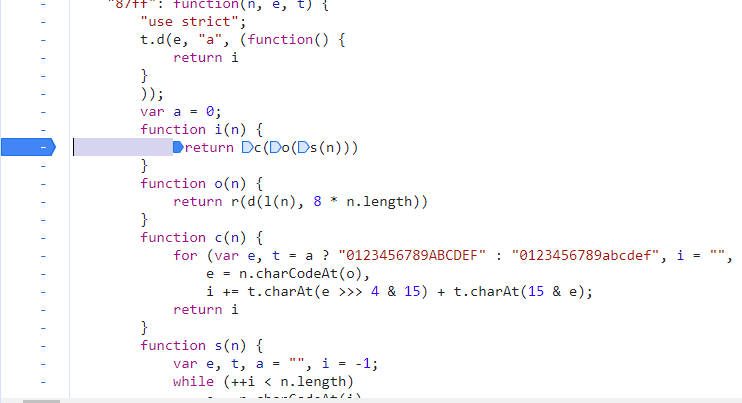 "87ff": function(n, e, t) {
"use strict";
t.d(e, "a", (function() {
return i
}
));
var a = 0;
function i(n) {
return c(o(s(n)))
}
function o(n) {
return r(d(l(n), 8 * n.length))
}
function c(n) {
for (var e, t = a ? "0123456789ABCDEF" : "0123456789abcdef", i = "",
e = n.charCodeAt(o),
i += t.charAt(e >>> 4 & 15) + t.charAt(15 & e);
return i
}
function s(n) {
var e, t, a = "", i = -1;
while (++i < n.length)
e = n.charCodeAt(i)